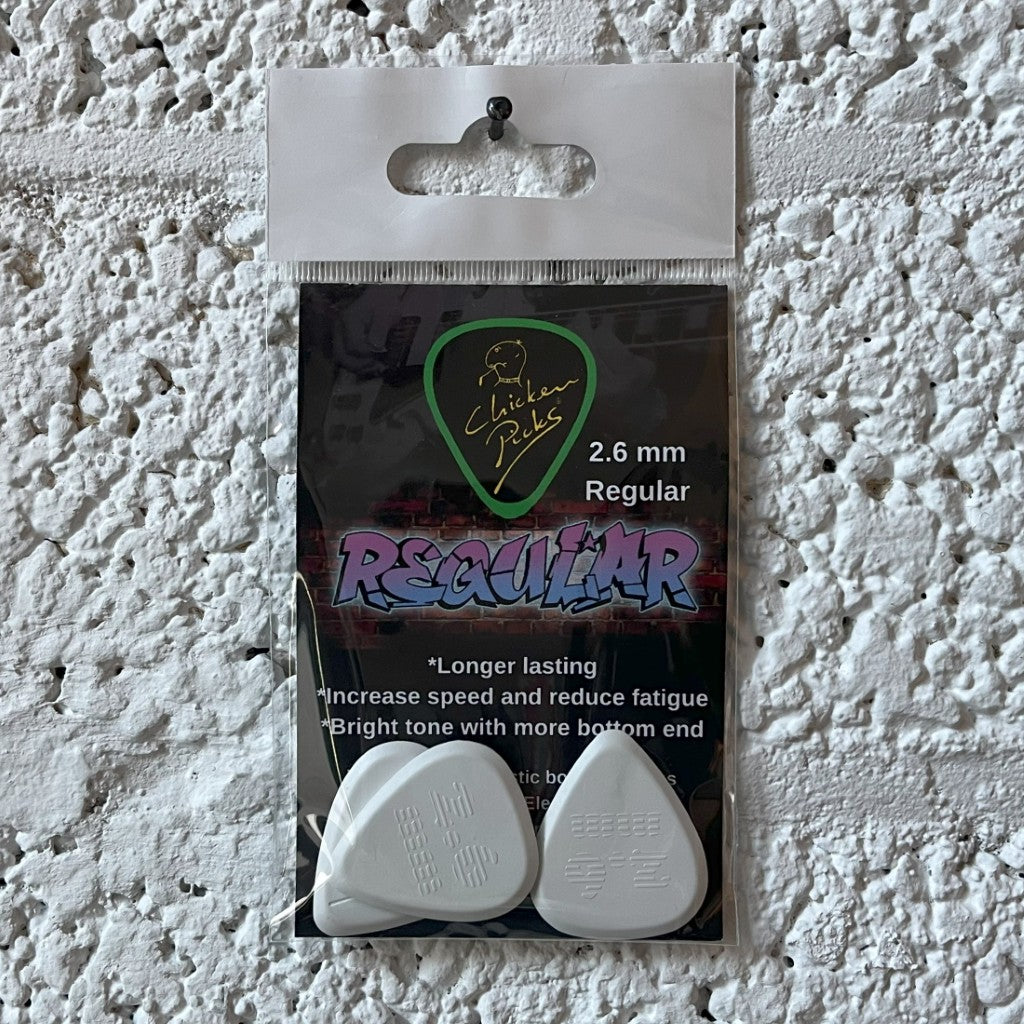 Chicken
Picks
2.6 mm
Regular
REGULAR
*Longer lasting
*Increase speed and reduce fatigue
*Bright tone with more bottom end